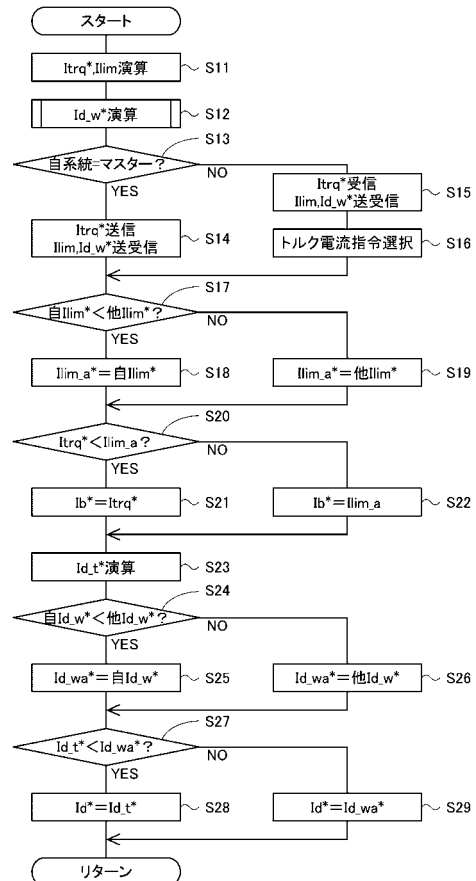 スタート
Itrq*,Ilim演算
S11
Id_w*演算
S12
自系統=マスター?
S13
NO
YES
Itrq*送信
Ilim,Id_w*送受信
S14
Itrq*受信
Ilim,Id_w*送受信
S15
トルク電流指令選択
S16
自Ilim*<他Ilim*?
S17
NO
YES
Ilim_a*=自Ilim*
S18
Ilim_a*=他Ilim*
S19
Itrq*<Ilim_a?
S20
NO
YES
Ib*=Itrq*
S21
Ib*=Ilim_a
S22
Id_t*演算
S23
自Id_w*<他Id_w*?
S24
NO
YES
Id_wa*=自Id_w*
S25
Id_wa*=他Id_w*
S26
Id_t*<Id_wa*?
S27
NO
YES
Id*=Id_t*
S28
Id*=Id_wa*
S29
リターン